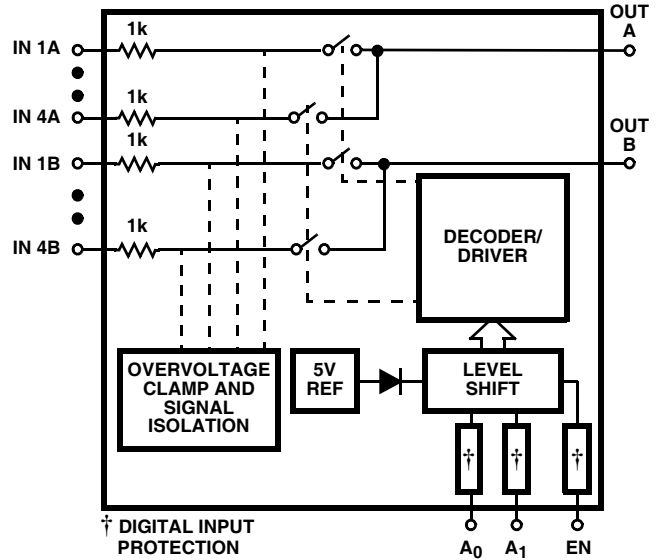 OUT
A
1k
IN 1A
1k
IN 4A
1k
OUT
B
IN 1B
1k
IN 4B
DECODER/
DRIVER
OVERVOLTAGE
CLAMP AND
SIGNAL
ISOLATION
5V
REF
LEVEL
SHIFT
† † †
† DIGITAL INPUT
PROTECTION
A0 A1 EN